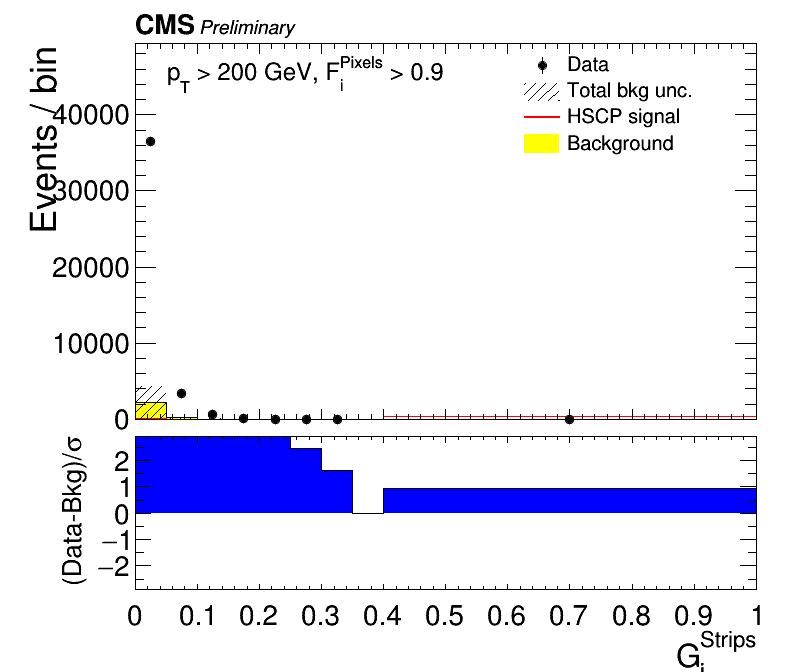 CMS Preliminary
p_T > 200 GeV, F_i^Pixels > 0.9
Data
Total bkg unc.
HSCP signal
Background
Events / bin
40000
30000
20000
10000
0
(Data-Bkg)/σ
2
1
0
−1
−2
0 0.1 0.2 0.3 0.4 0.5 0.6 0.7 0.8 0.9 1
G_i^Strips